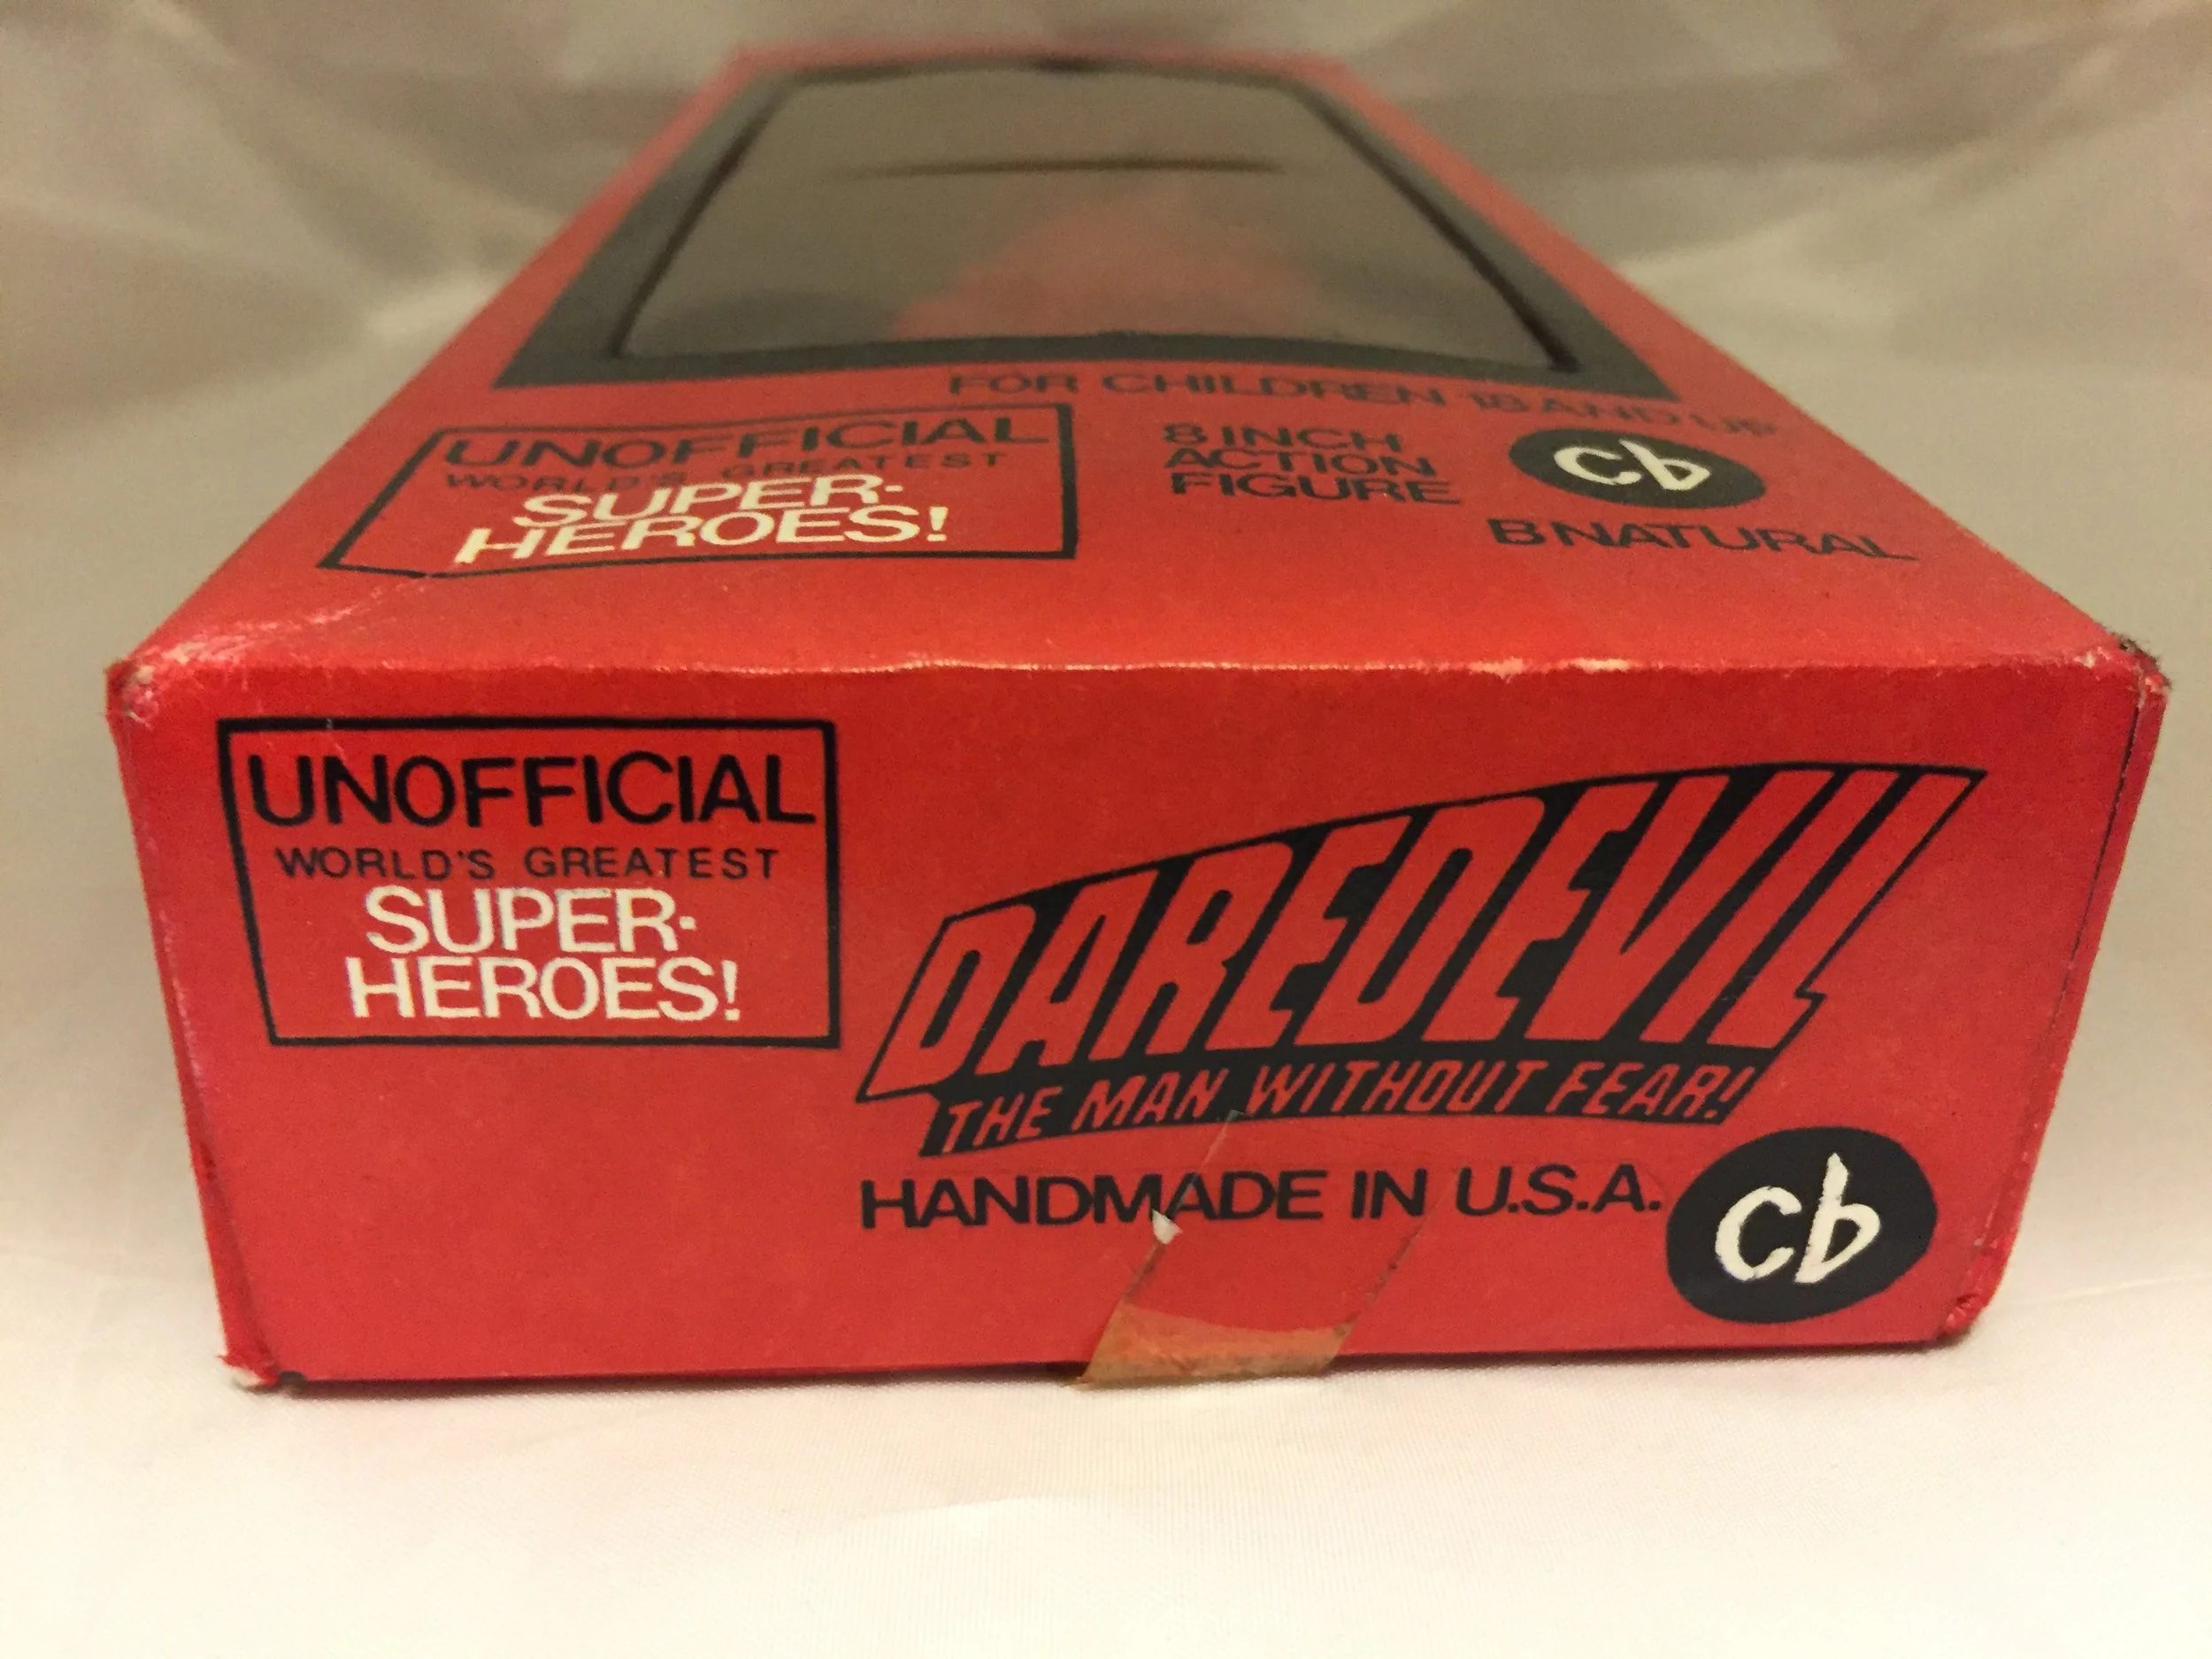 FOR CHILDREN 18 AND UP
UNOFFICIAL
WORLD'S GREATEST
SUPER-
HEROES!
8 INCH
ACTION
FIGURE
cb
B NATURAL
UNOFFICIAL
WORLD'S GREATEST
SUPER-
HEROES!
DAREDEVIL
THE MAN WITHOUT FEAR!
HANDMADE IN U.S.A.
cb